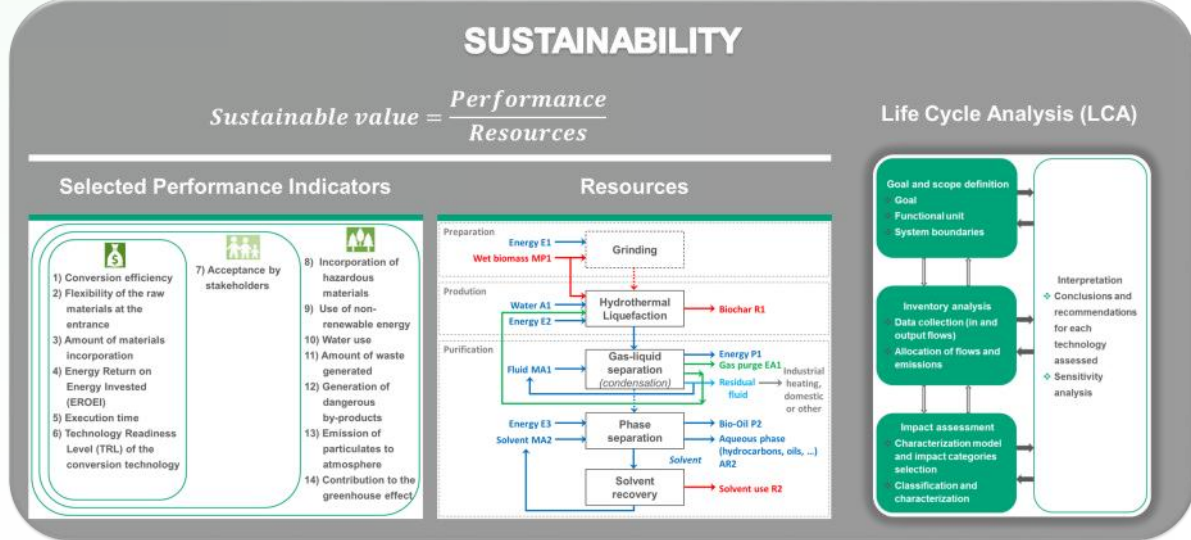 SUSTAINABILITY
Sustainable value = Performance / Resources
Life Cycle Analysis (LCA)
Selected Performance Indicators
Resources
$
1) Conversion efficiency
2) Flexibility of the raw
materials at the
entrance
3) Amount of materials
incorporation
4) Energy Return on
Energy Invested
(EROEI)
5) Execution time
6) Technology Readiness
Level (TRL) of the
conversion technology
7) Acceptance by
stakeholders
8) Incorporation of
hazardous
materials
9) Use of non-
renewable energy
10) Water use
11) Amount of waste
generated
12) Generation of
dangerous
by-products
13) Emission of
particulates to
atmosphere
14) Contribution to the
greenhouse effect
Preparation
Energy E1
Wet biomass MP1
Grinding
Prodution
Water A1
Energy E2
Hydrothermal
Liquefaction
Biochar R1
Purification
Fluid MA1
Gas-liquid
separation
(condensation)
Energy P1
Gas purge EA1
Residual
fluid
Industrial
heating,
domestic
or other
Energy E3
Solvent MA2
Phase
separation
Bio-Oil P2
Aqueous phase
(hydrocarbons, oils, ...)
AR2
Solvent
Solvent
recovery
Solvent use R2
Goal and scope definition
Goal
Functional unit
System boundaries
Inventory analysis
Data collection (in and
output flows)
Allocation of flows and
emissions
Impact assessment
Characterization model
and impact categories
selection
Classification and
characterization
Interpretation
Conclusions and
recommendations
for each
technology
assessed
Sensitivity
analysis